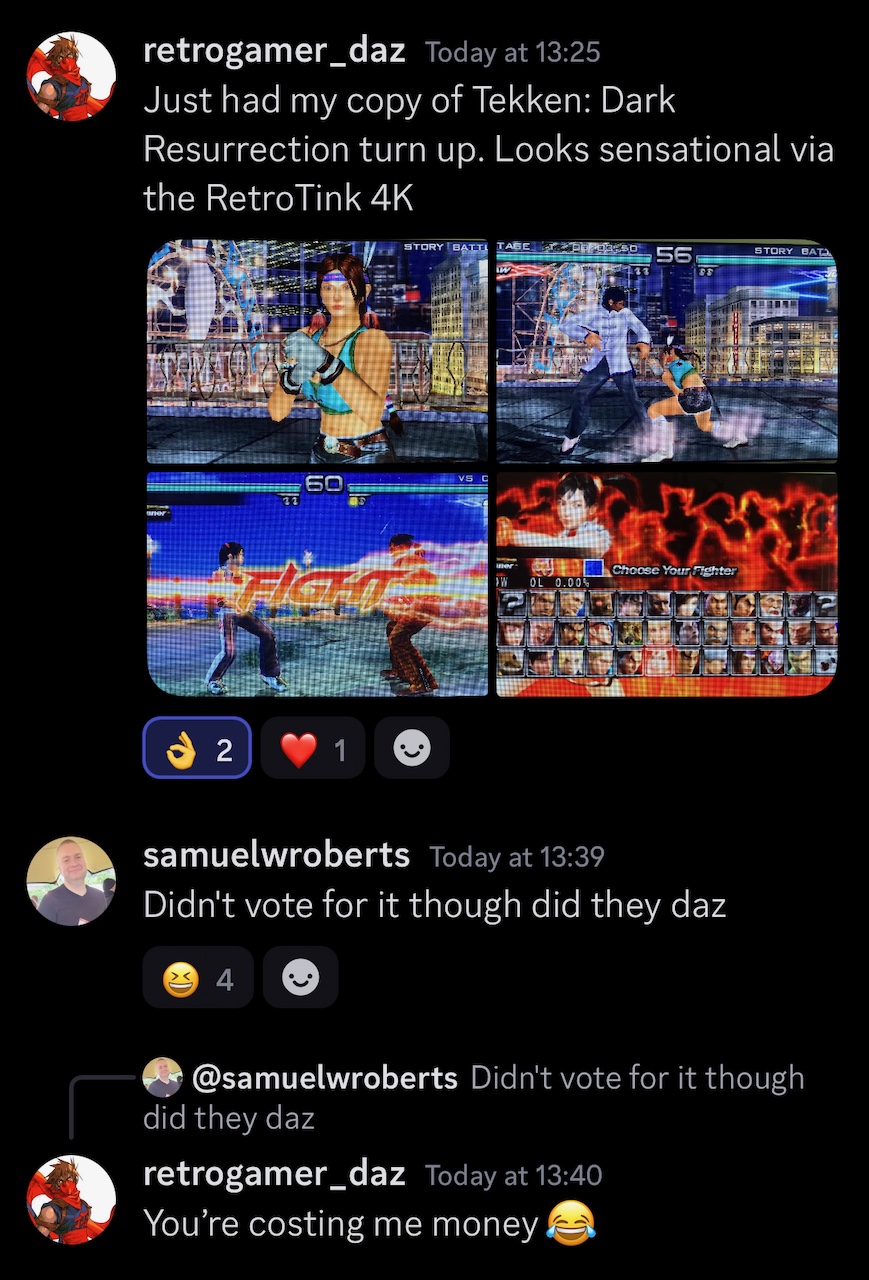 retrogamer_daz Today at 13:25
Just had my copy of Tekken: Dark
Resurrection turn up. Looks sensational via
the RetroTink 4K
STORY BATTL
TAGE
56
STORY BAT
60
VS
FIGHT
Choose Your Fighter
OL 0.00%
👌 2 ❤️ 1
samuelwroberts Today at 13:39
Didn't vote for it though did they daz
😆 4
@samuelwroberts Didn't vote for it though
did they daz
retrogamer_daz Today at 13:40
You’re costing me money 😂